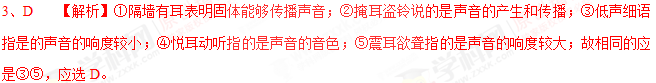 3、D 【解析】①隔墙有耳表明固体能够传播声音；②掩耳盗铃说的是声音的产生和传播；③低声细语
指是的声音的响度较小；④悦耳动听指的是声音的音色；⑤震耳欲聋指的是声音的响度较大；故相同的应
是③⑤，应选 D。